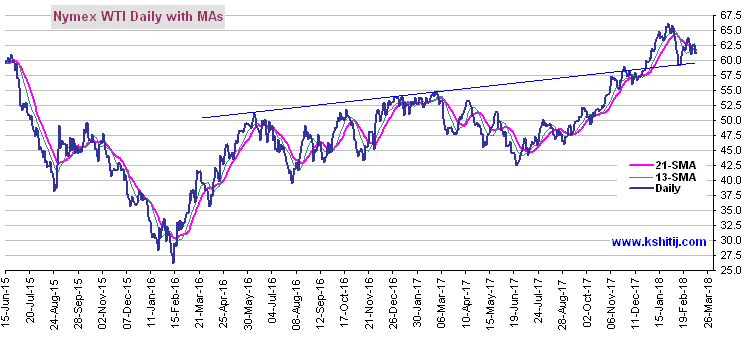 Nymex WTI Daily with MAs
67.5
65.0
62.5
60.0
57.5
55.0
52.5
50.0
47.5
45.0
42.5
40.0
37.5
35.0
32.5
30.0
27.5
25.0
21-SMA
13-SMA
Daily
www.kshitij.com
15-Jun-15
20-Jul-15
24-Aug-15
28-Sep-15
02-Nov-15
07-Dec-15
11-Jan-16
15-Feb-16
21-Mar-16
25-Apr-16
30-May-16
04-Jul-16
08-Aug-16
12-Sep-16
17-Oct-16
21-Nov-16
26-Dec-16
30-Jan-17
06-Mar-17
10-Apr-17
15-May-17
19-Jun-17
24-Jul-17
28-Aug-17
02-Oct-17
06-Nov-17
11-Dec-17
15-Jan-18
19-Feb-18
26-Mar-18